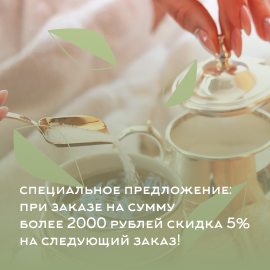 специальное предложение:
при заказе на сумму
более 2000 рублей скидка 5%
на следующий заказ!